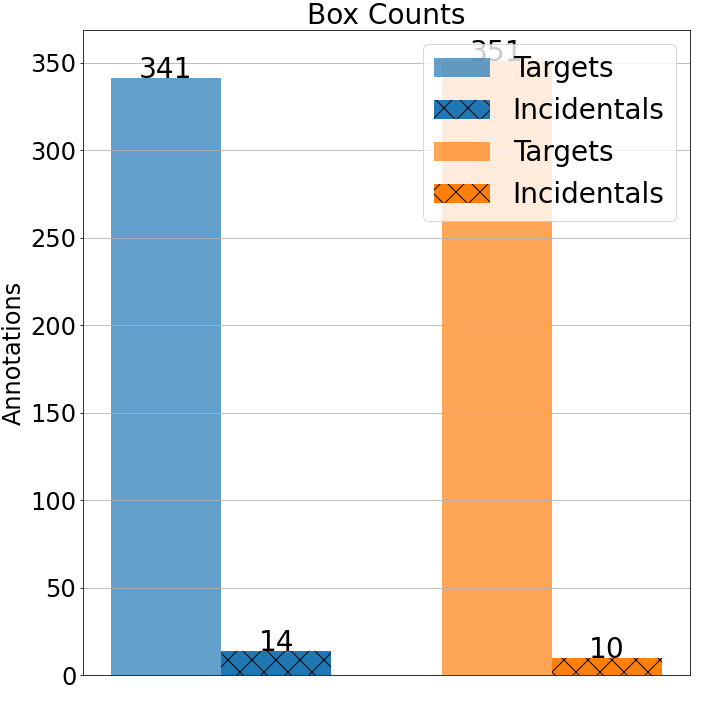 Box Counts
Annotations
350
300
250
200
150
100
50
0
341
14
351
10
Targets
Incidentals
Targets
Incidentals